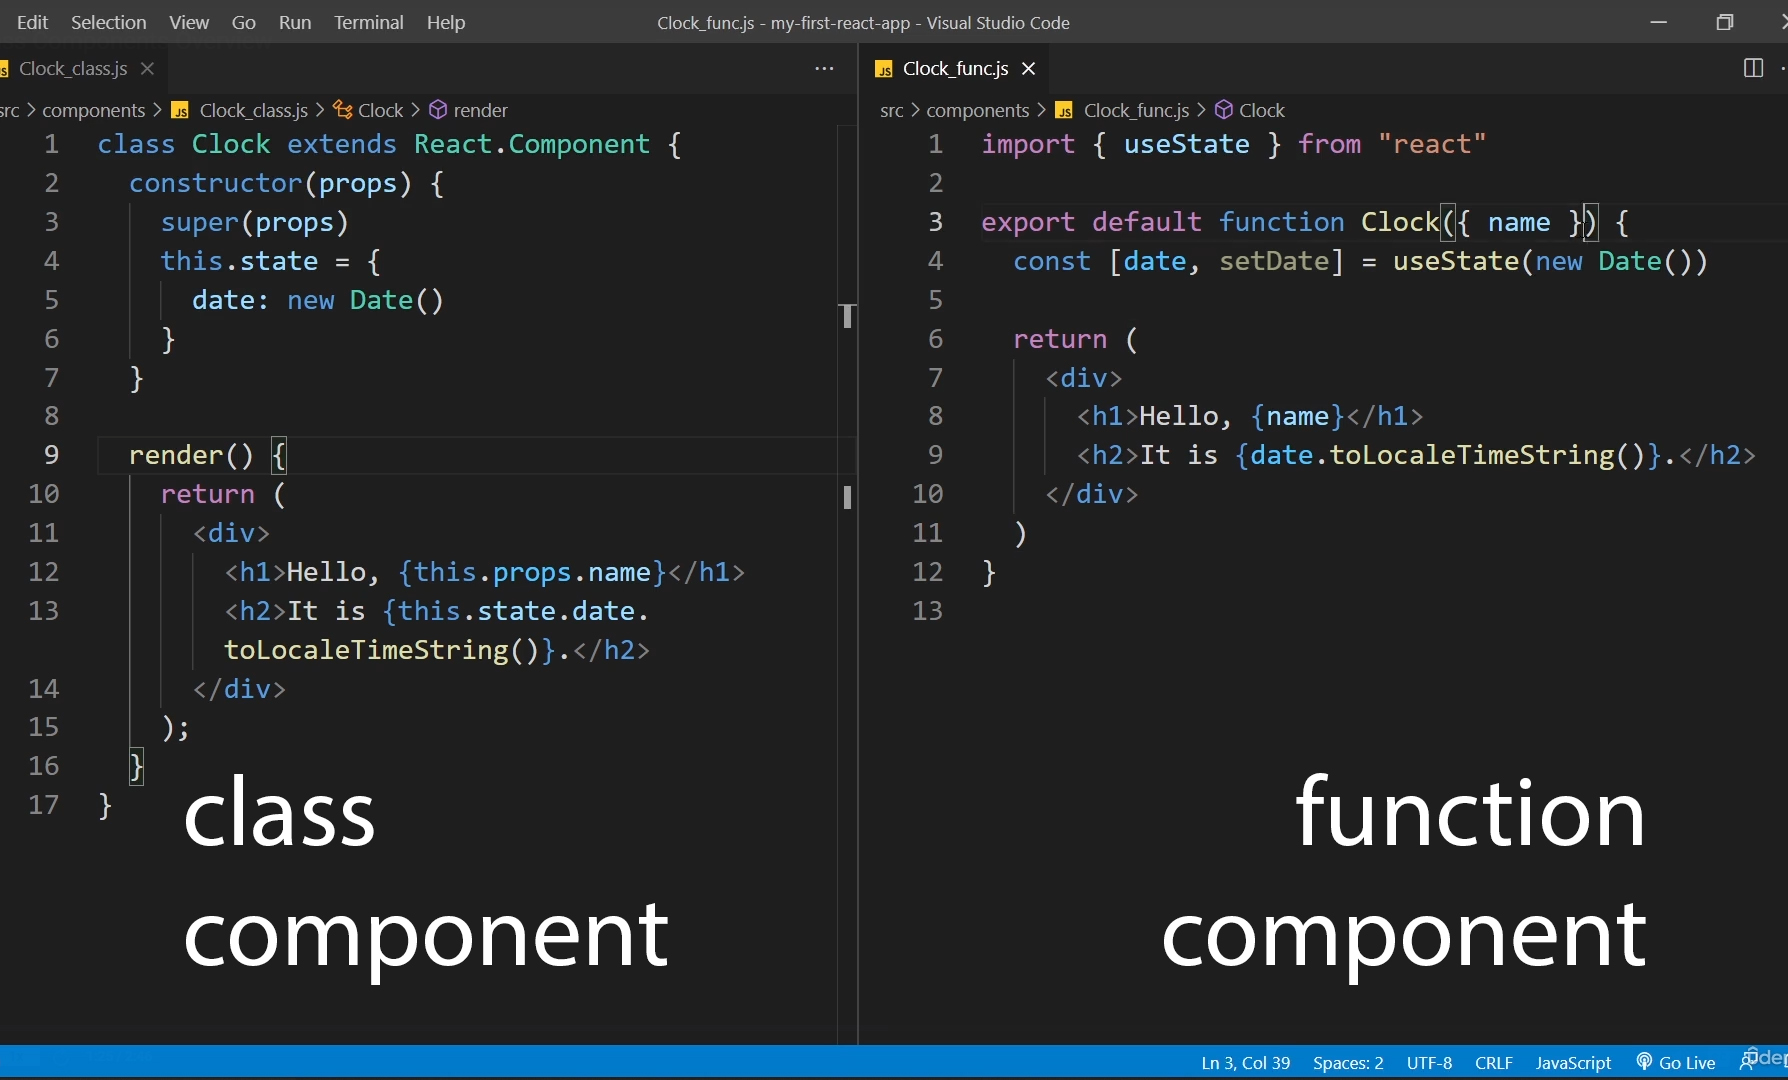 Edit Selection View Go Run Terminal Help Clock_func.js - my-first-react-app - Visual Studio Code
Clock_class.js
src > components > JS Clock_class.js > Clock > render
1 class Clock extends React.Component {
2 constructor(props) {
3 super(props)
4 this.state = {
5 date: new Date()
6 }
7 }
8
9 render() {
10 return (
11 <div>
12 <h1>Hello, {this.props.name}</h1>
13 <h2>It is {this.state.date.
toLocaleTimeString()}.</h2>
14 </div>
15 );
16 }
17 }
class
component
JS Clock_func.js
src > components > JS Clock_func.js > Clock
1 import { useState } from "react"
2
3 export default function Clock({ name }) {
4 const [date, setDate] = useState(new Date())
5
6 return (
7 <div>
8 <h1>Hello, {name}</h1>
9 <h2>It is {date.toLocaleTimeString()}.</h2>
10 </div>
11 )
12 }
13
function
component
Ln 3, Col 39 Spaces: 2 UTF-8 CRLF JavaScript Go Live